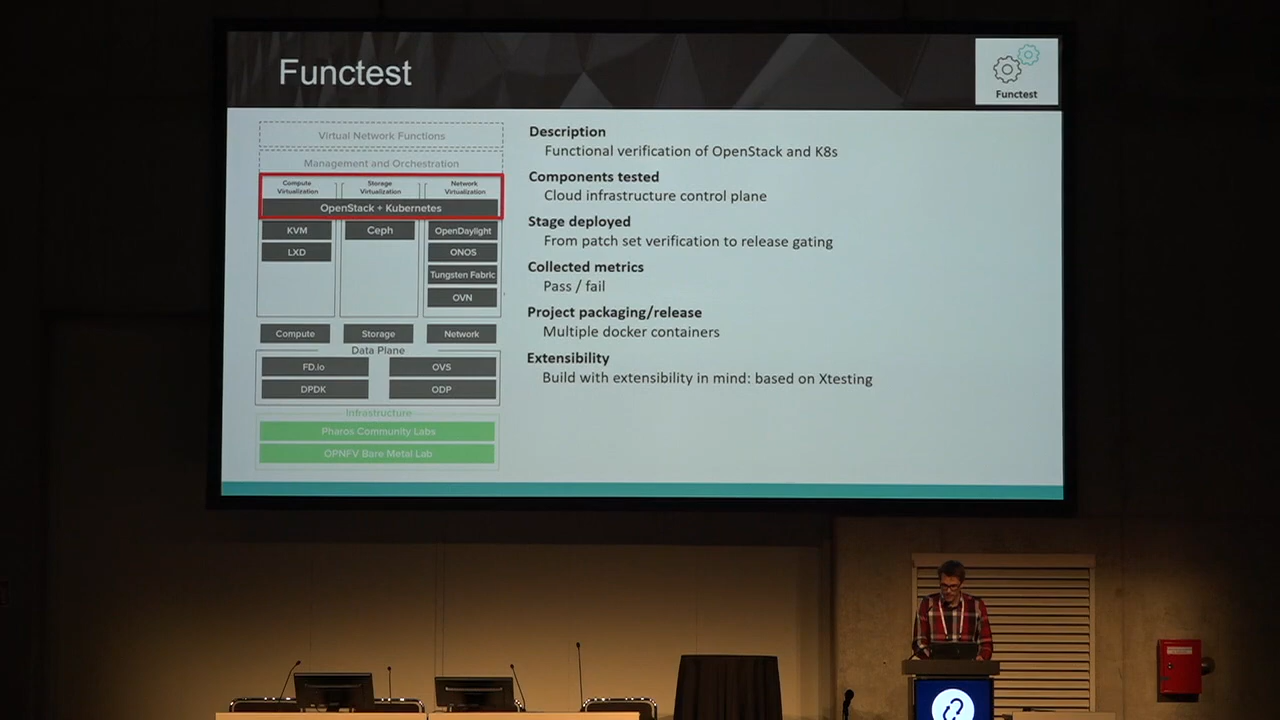 Functest
Functest
Virtual Network Functions
Management and Orchestration
Compute
Virtualization
Storage
Virtualization
Network
Virtualization
OpenStack + Kubernetes
KVM
Ceph
OpenDaylight
LXD
ONOS
Tungsten Fabric
OVN
Compute
Storage
Network
Data Plane
FD.io
OVS
DPDK
ODP
Infrastructure
Pharos Community Labs
OPNFV Bare Metal Lab
Description
Functional verification of OpenStack and K8s
Components tested
Cloud infrastructure control plane
Stage deployed
From patch set verification to release gating
Collected metrics
Pass / fail
Project packaging/release
Multiple docker containers
Extensibility
Build with extensibility in mind: based on Xtesting